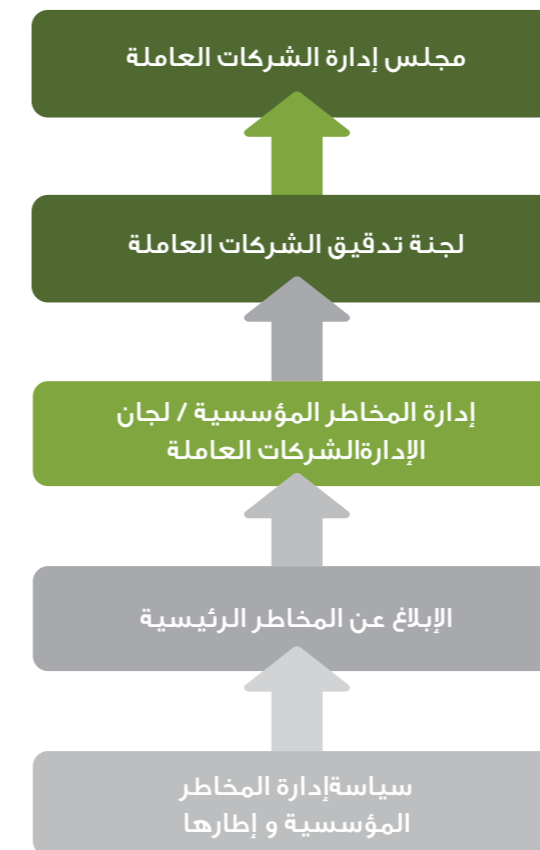 مجلس إدارة الشركات العاملة
لجنة تدقيق الشركات العاملة
إدارة المخاطر المؤسسية / لجان
الإدارةالشركات العاملة
الإبلاغ عن المخاطر الرئيسية
سياسةإدارة المخاطر
المؤسسية و إطارها